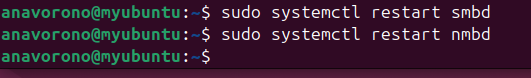 anavorono@myubuntu:~$ sudo systemctl restart smbd
anavorono@myubuntu:~$ sudo systemctl restart nmbd
anavorono@myubuntu:~$